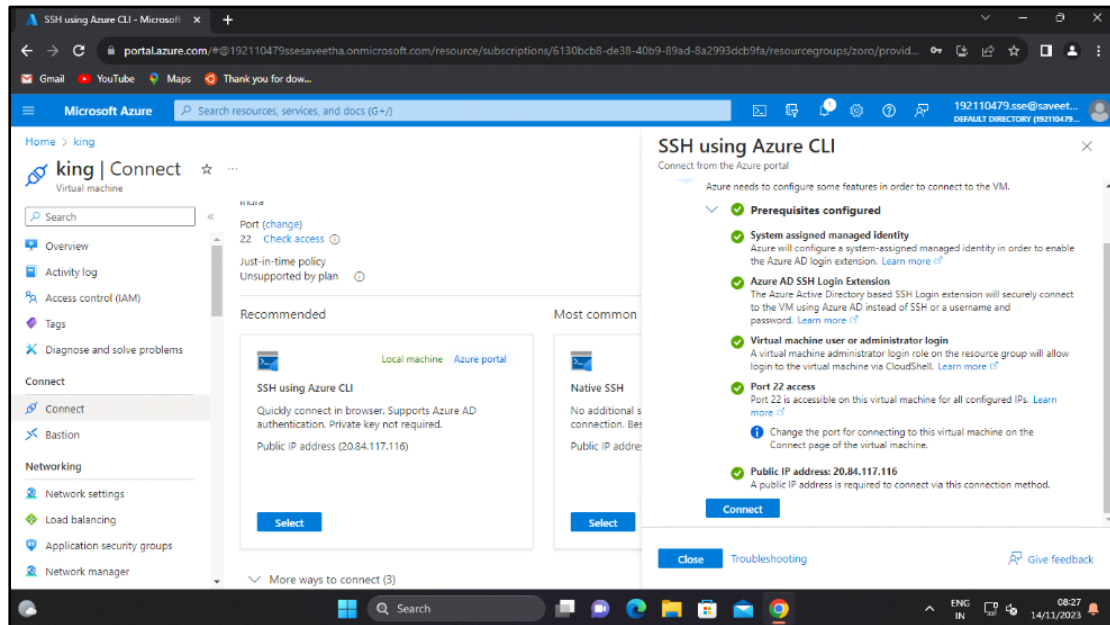 SSH using Azure CLI - Microsoft
portal.azure.com/#@192110479ssesaveetha.onmicrosoft.com/resource/subscriptions/6130bcb8-de38-40b9-89ad-8a2993dcb9fa/resourcegroups/zoro/provid...
Gmail YouTube Maps Thank you for dow...
Microsoft Azure
Search resources, services, and docs (G+/)
1
192110479.sse@saveet...
DEFAULT DIRECTORY (192110479...
Home > king
king | Connect
Virtual machine
Search
Overview
Activity log
Access control (IAM)
Tags
Diagnose and solve problems
Connect
Connect
Bastion
Networking
Network settings
Load balancing
Application security groups
Network manager
Port (change)
22 Check access
Just-in-time policy
Unsupported by plan
Recommended
Local machine Azure portal
SSH using Azure CLI
Quickly connect in browser. Supports Azure AD
authentication. Private key not required.
Public IP address (20.84.117.116)
Select
Most common
Native SSH
No additional s
connection. Bes
Public IP addre
Select
More ways to connect (3)
SSH using Azure CLI
Connect from the Azure portal
Azure needs to configure some features in order to connect to the VM.
Prerequisites configured
System assigned managed identity
Azure will configure a system-assigned managed identity in order to enable
the Azure AD login extension. Learn more
Azure AD SSH Login Extension
The Azure Active Directory based SSH Login extension will securely connect
to the VM using Azure AD instead of SSH or a username and
password. Learn more
Virtual machine user or administrator login
A virtual machine administrator login role on the resource group will allow
login to the virtual machine via CloudShell. Learn more
Port 22 access
Port 22 is accessible on this virtual machine for all configured IPs. Learn
more
Change the port for connecting to this virtual machine on the
Connect page of the virtual machine.
Public IP address: 20.84.117.116
A public IP address is required to connect via this connection method.
Connect
Close
Troubleshooting
Give feedback
Search
ENG
IN
08:27
14/11/2023